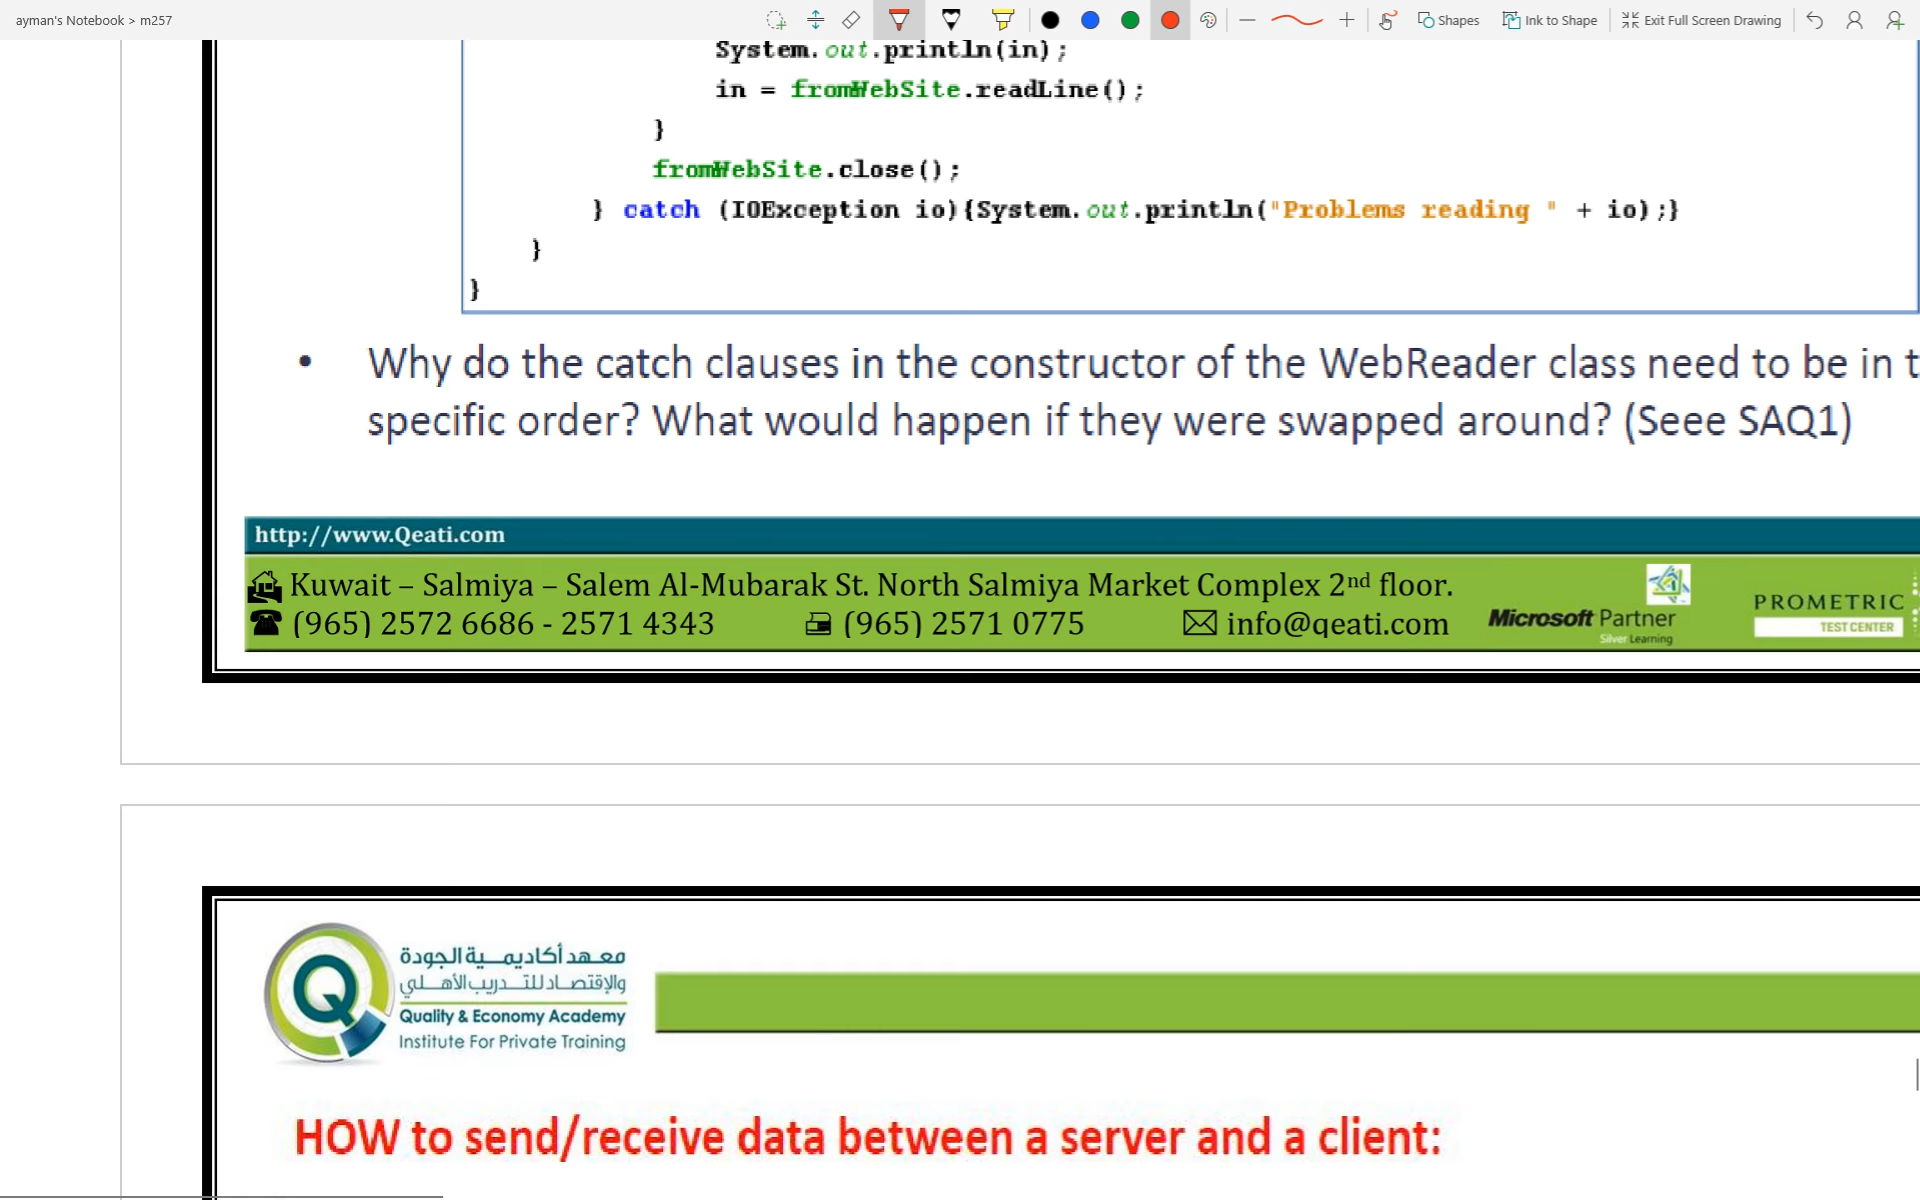 ayman's Notebook > m257
Shapes
Ink to Shape
Exit Full Screen Drawing
System.out.println(in);
in = fromWebSite.readLine();
}
fromWebSite.close();
} catch (IOException io){System.out.println("Problems reading " + io);}
}
}
• Why do the catch clauses in the constructor of the WebReader class need to be in t
specific order? What would happen if they were swapped around? (Seee SAQ1)
http://www.Qeati.com
Kuwait – Salmiya – Salem Al-Mubarak St. North Salmiya Market Complex 2nd floor.
(965) 2572 6686 - 2571 4343 (965) 2571 0775 info@qeati.com
Microsoft Partner
Silver Learning
PROMETRIC
TEST CENTER
معهد أكاديمية الجودة
والإقتصاد للتدريب الأهلي
Quality & Economy Academy
Institute For Private Training
HOW to send/receive data between a server and a client: